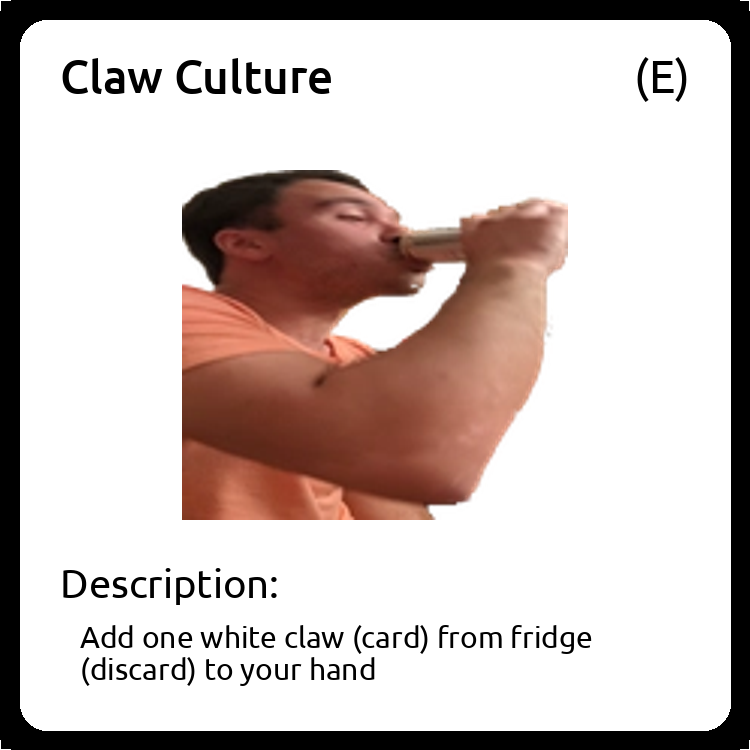 Claw Culture (E)
Description:
Add one white claw (card) from fridge
(discard) to your hand